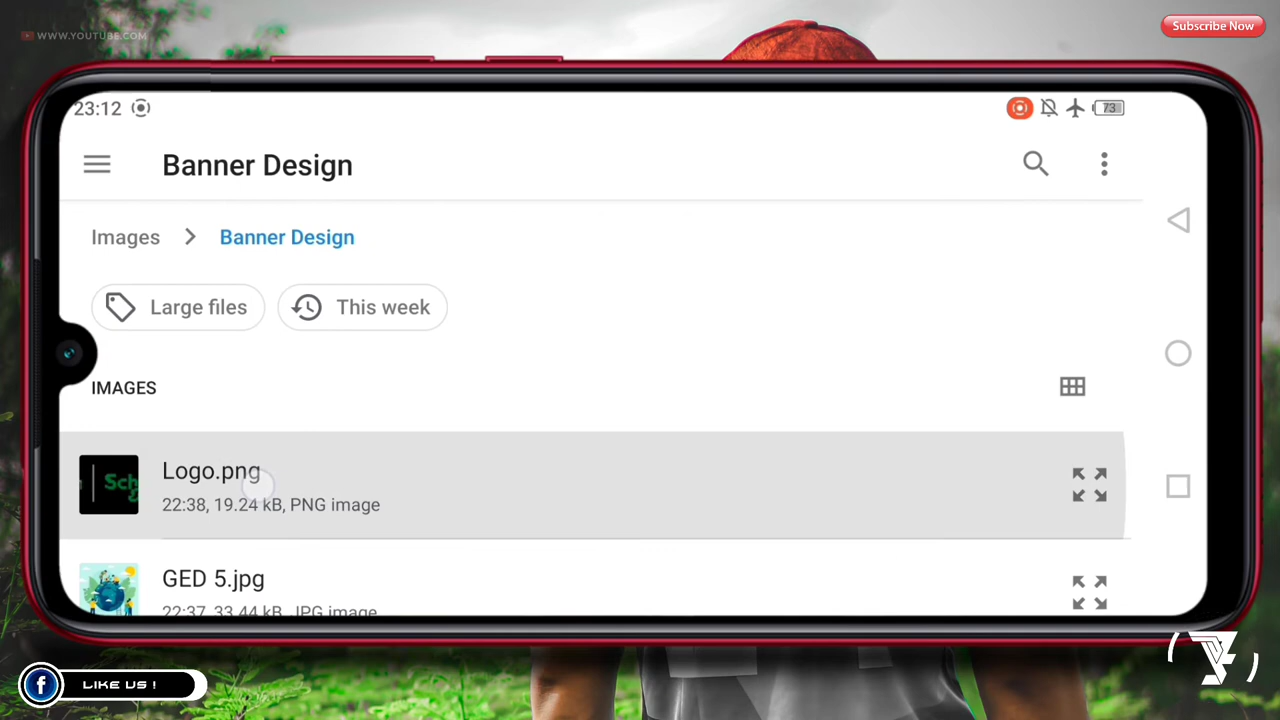 WWW.YOUTUBE.COM
Subscribe Now
23:12
73
Banner Design
Images > Banner Design
Large files
This week
IMAGES
Sch
Logo.png
22:38, 19.24 kB, PNG image
GED 5.jpg
22:37, 33.44 kB, JPG image
f LIKE US !